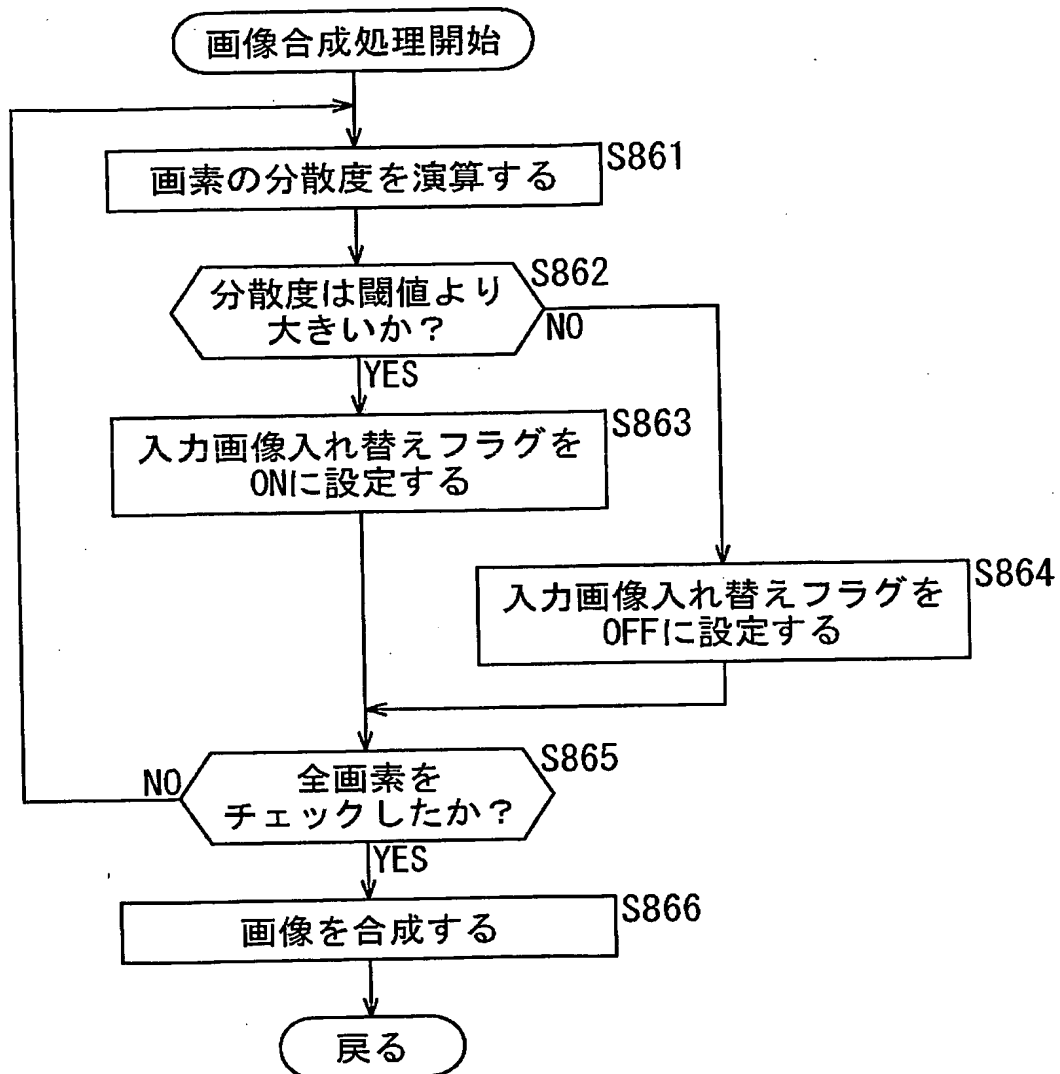 画像合成処理開始
S861
画素の分散度を演算する
S862
分散度は閾値より
大きいか?
NO
YES
S863
入力画像入れ替えフラグを
ONに設定する
S864
入力画像入れ替えフラグを
OFFに設定する
S865
全画素を
チェックしたか?
NO
YES
S866
画像を合成する
戻る